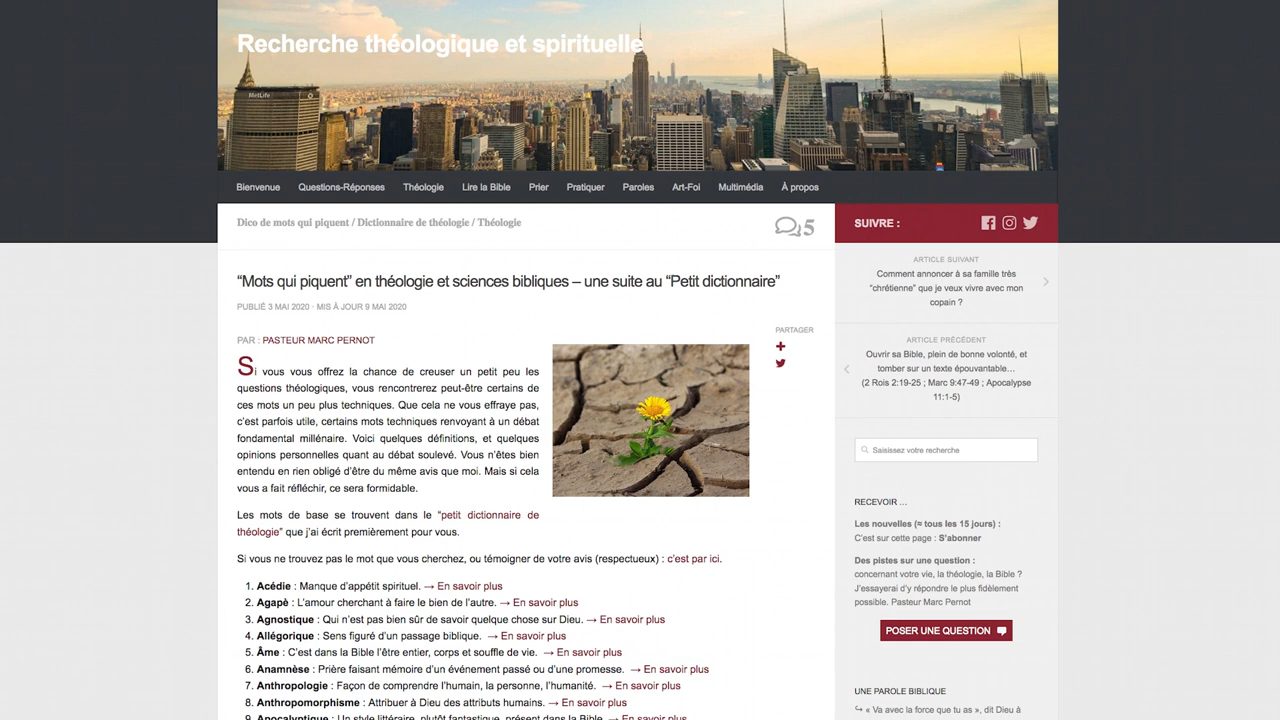 Recherche théologique et spirituelle
MetLife
Bienvenue Questions-Réponses Théologie Lire la Bible Prier Pratiquer Paroles Art-Foi Multimédia À propos
Dico de mots qui piquent / Dictionnaire de théologie / Théologie
5
“Mots qui piquent” en théologie et sciences bibliques – une suite au “Petit dictionnaire”
PUBLIÉ 3 MAI 2020 · MIS À JOUR 9 MAI 2020
PARTAGER
PAR : PASTEUR MARC PERNOT
Si vous vous offrez la chance de creuser un petit peu les
questions théologiques, vous rencontrerez peut-être certains de
ces mots un peu plus techniques. Que cela ne vous effraye pas,
c’est parfois utile, certains mots techniques renvoyant à un débat
fondamental millénaire. Voici quelques définitions, et quelques
opinions personnelles quant au débat soulevé. Vous n’êtes bien
entendu en rien obligé d’être du même avis que moi. Mais si cela
vous a fait réfléchir, ce sera formidable.
Les mots de base se trouvent dans le “petit dictionnaire de
théologie” que j’ai écrit premièrement pour vous.
Si vous ne trouvez pas le mot que vous cherchez, ou témoigner de votre avis (respectueux) : c’est par ici.
1. Acédie : Manque d’appétit spirituel. → En savoir plus
2. Agapè : L’amour cherchant à faire le bien de l’autre. → En savoir plus
3. Agnostique : Qui n’est pas bien sûr de savoir quelque chose sur Dieu. → En savoir plus
4. Allégorique : Sens figuré d’un passage biblique. → En savoir plus
5. Âme : C’est dans la Bible l’être entier, corps et souffle de vie. → En savoir plus
6. Anamnèse : Prière faisant mémoire d’un événement passé ou d’une promesse. → En savoir plus
7. Anthropologie : Façon de comprendre l’humain, la personne, l’humanité. → En savoir plus
8. Anthropomorphisme : Attribuer à Dieu des attributs humains. → En savoir plus
9. Apocalyptique : Un style littéraire, plutôt fantastique, présent dans la Bible. → En savoir plus
SUIVRE :
ARTICLE SUIVANT
Comment annoncer à sa famille très
“chrétienne” que je veux vivre avec mon
copain ?
ARTICLE PRÉCÉDENT
Ouvrir sa Bible, plein de bonne volonté, et
tomber sur un texte épouvantable…
(2 Rois 2:19-25 ; Marc 9:47-49 ; Apocalypse
11:1-5)
Saisissez votre recherche
RECEVOIR …
Les nouvelles (≈ tous les 15 jours) :
C’est sur cette page : S’abonner
Des pistes sur une question :
concernant votre vie, la théologie, la Bible ?
J’essayerai d’y répondre le plus fidèlement
possible. Pasteur Marc Pernot
POSER UNE QUESTION
UNE PAROLE BIBLIQUE
« Va avec la force que tu as », dit Dieu à